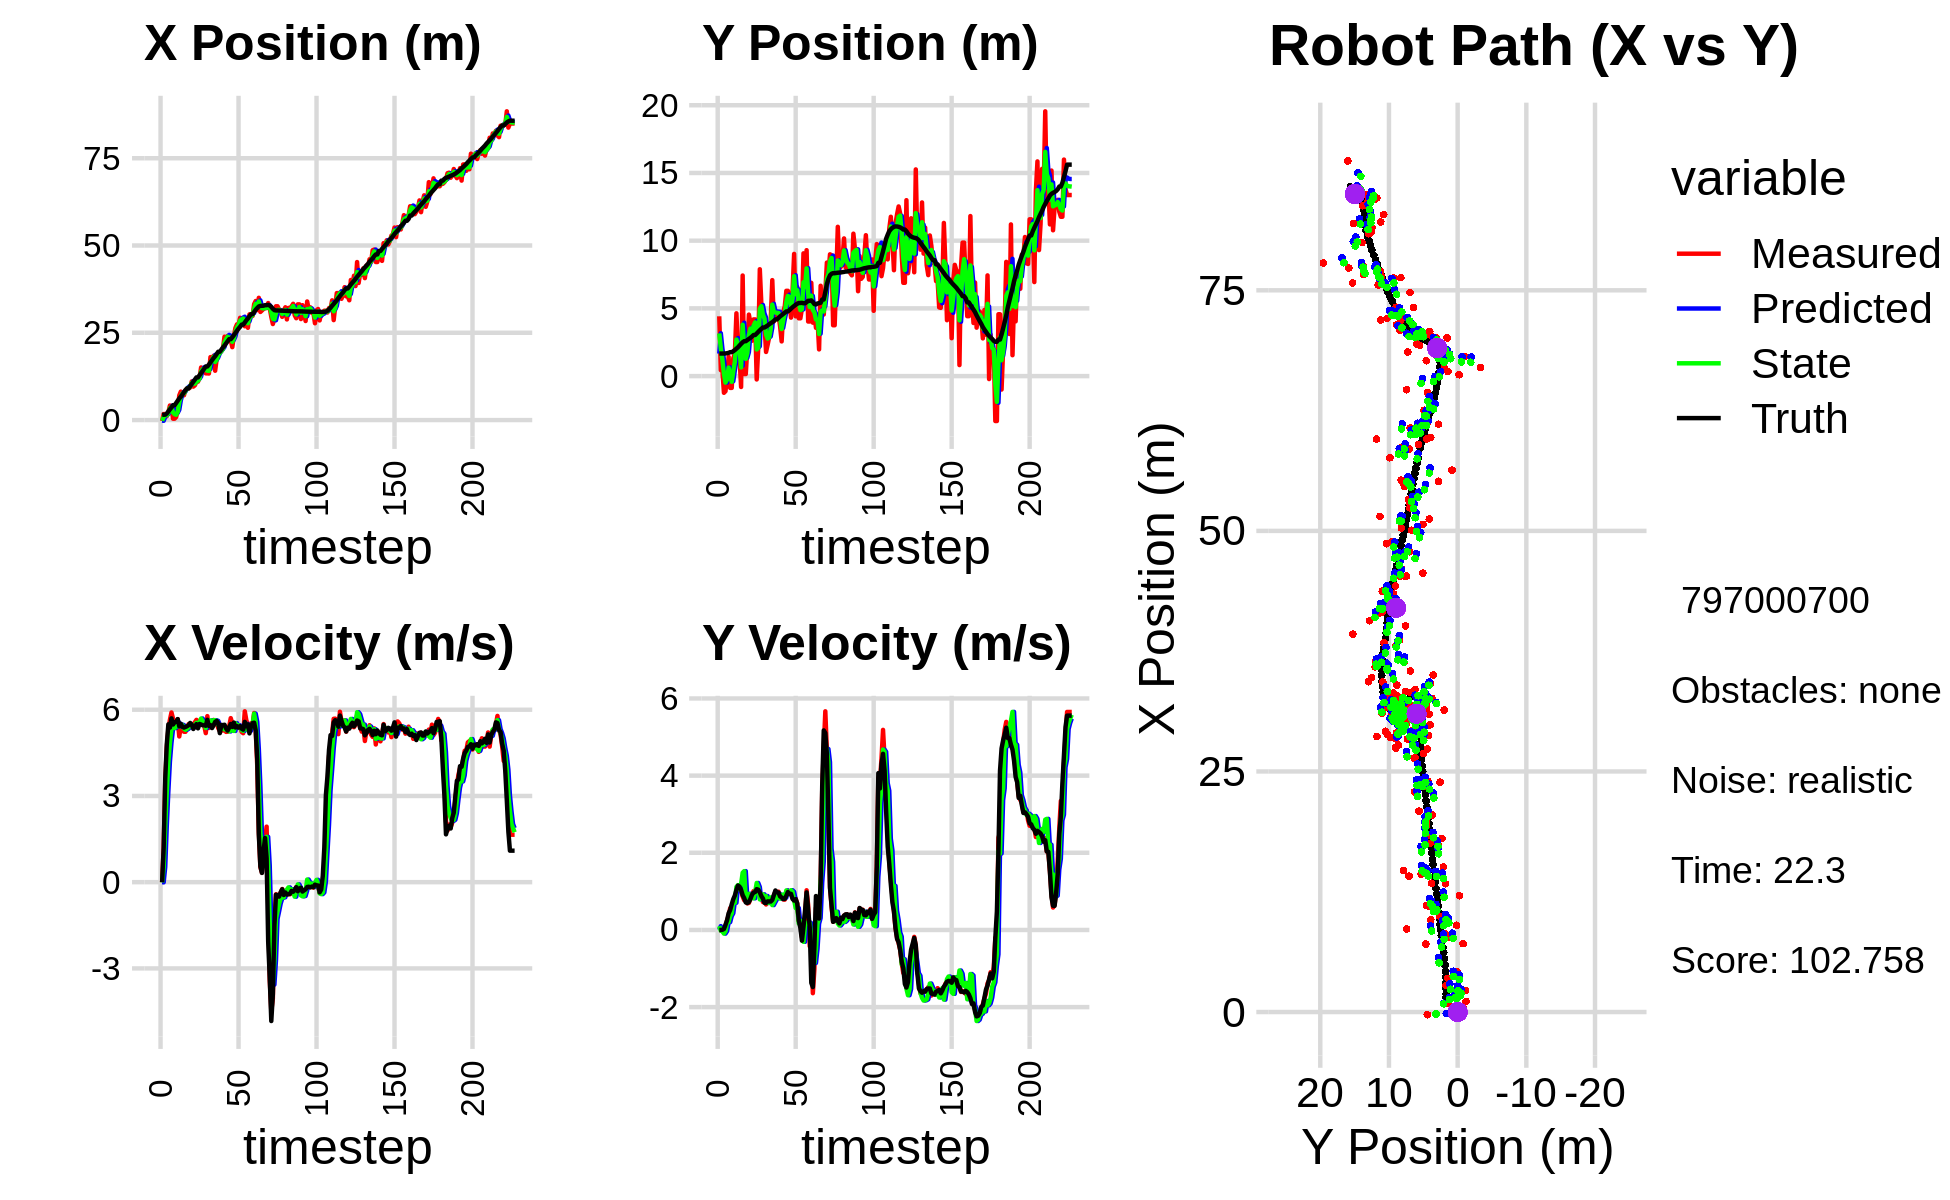 X Position (m)
75
50
25
0
0 50 100 150 200
timestep
Y Position (m)
20
15
10
5
0
0 50 100 150 200
timestep
X Velocity (m/s)
6
3
0
-3
0 50 100 150 200
timestep
Y Velocity (m/s)
6
4
2
0
-2
0 50 100 150 200
timestep
Robot Path (X vs Y)
X Position (m)
75
50
25
0
20 10 0 -10 -20
Y Position (m)
variable
Measured
Predicted
State
Truth
797000700
Obstacles: none
Noise: realistic
Time: 22.3
Score: 102.758